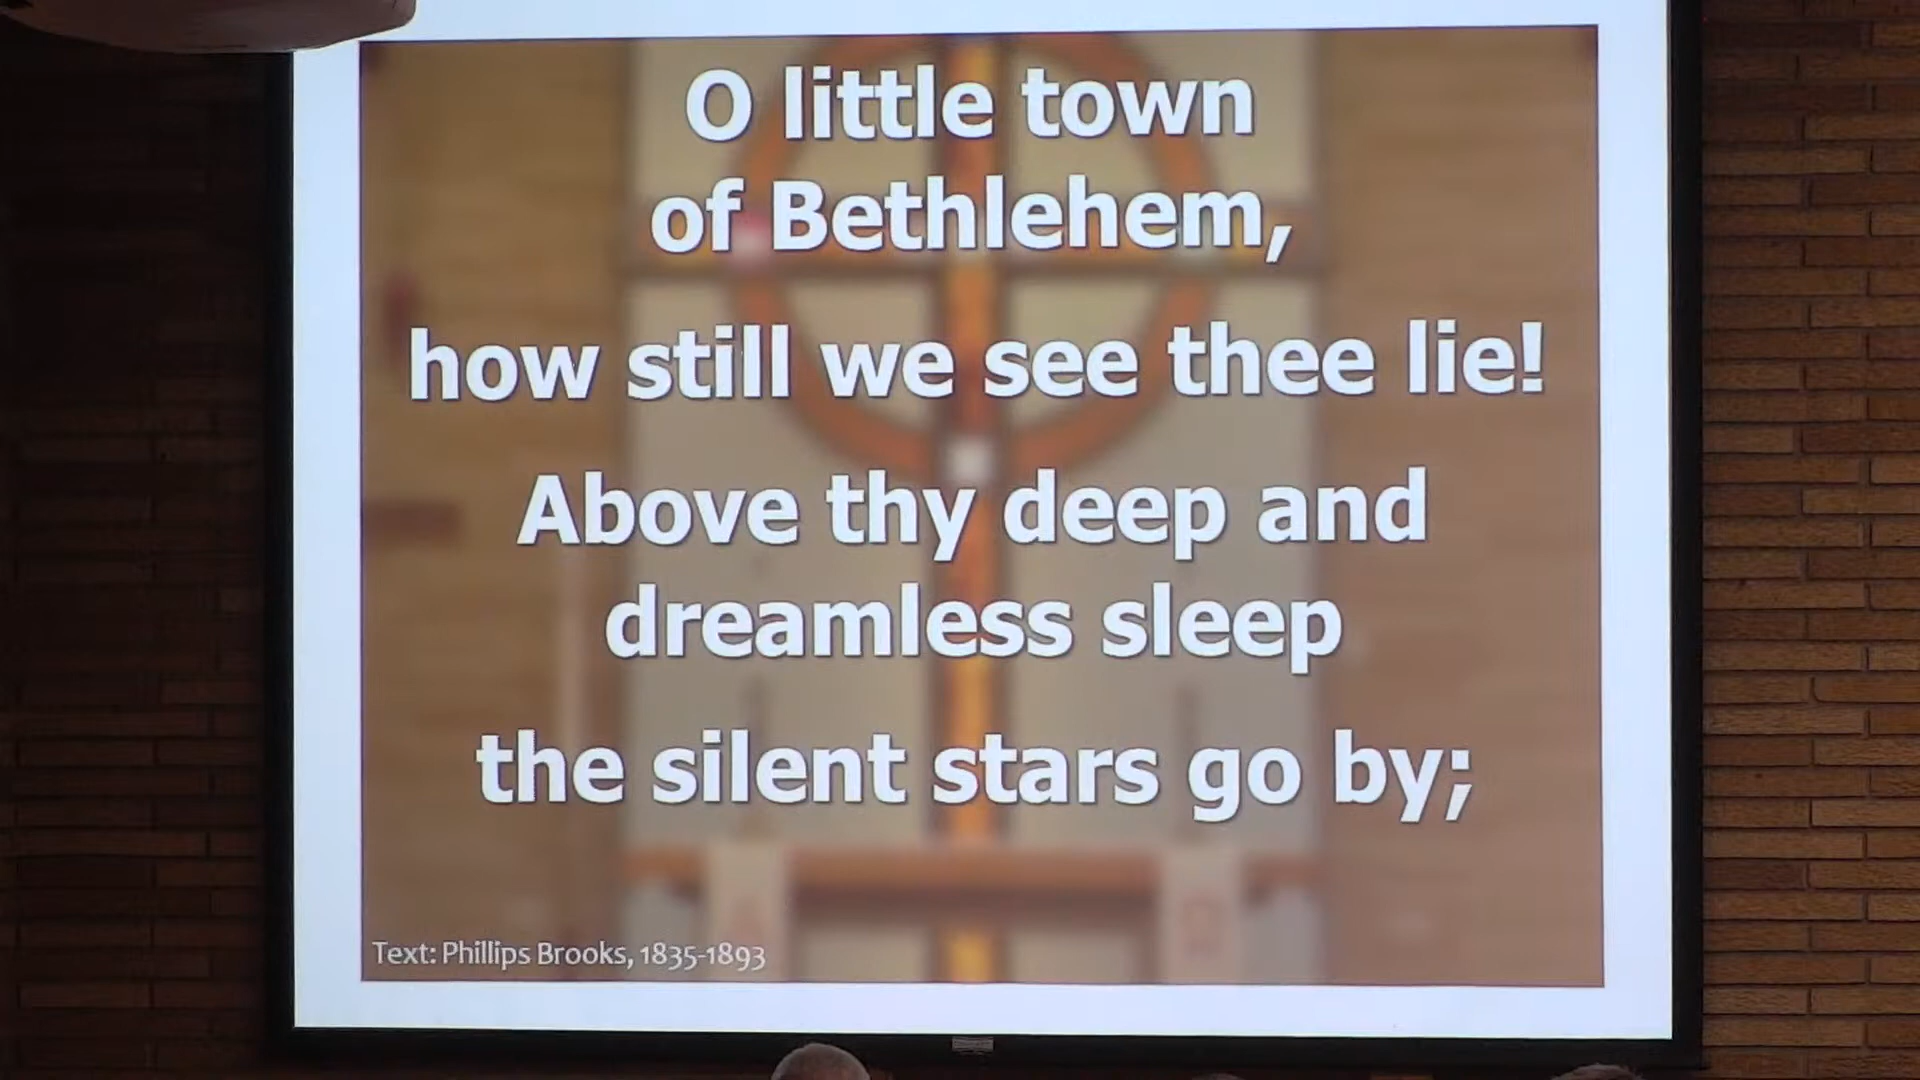 O little town
of Bethlehem,
how still we see thee lie!
Above thy deep and
dreamless sleep
the silent stars go by;
Text: Phillips Brooks, 1835-1893